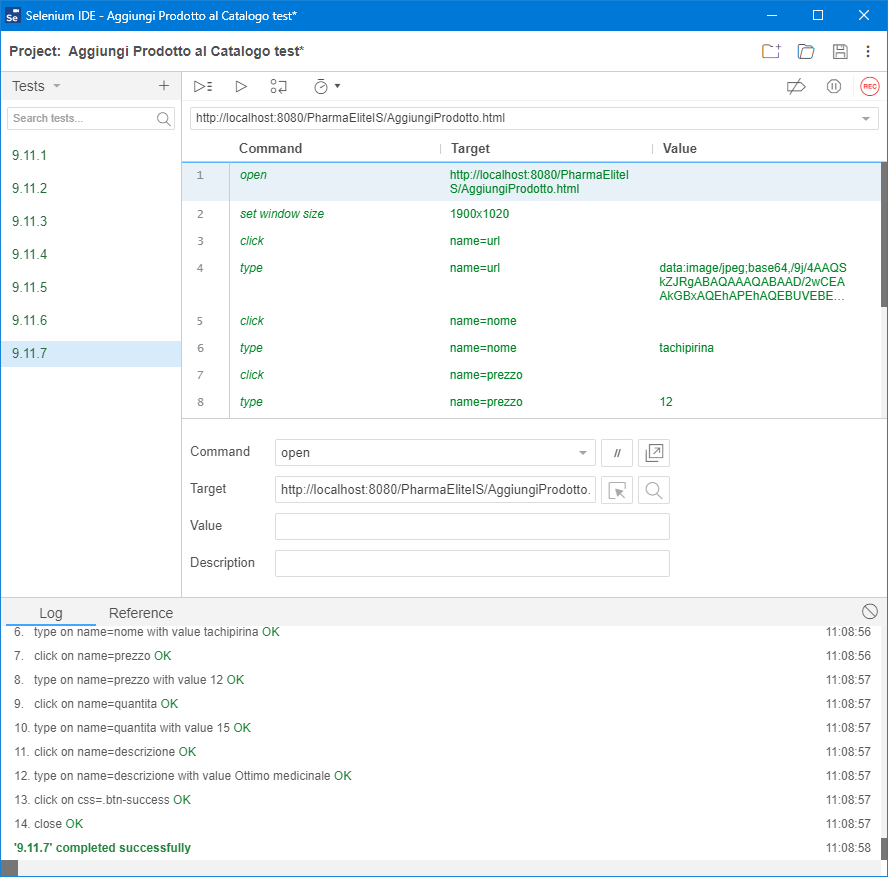 Se Selenium IDE - Aggiungi Prodotto al Catalogo test*
Project: Aggiungi Prodotto al Catalogo test*
Tests
Search tests...
9.11.1
9.11.2
9.11.3
9.11.4
9.11.5
9.11.6
9.11.7
REC
http://localhost:8080/PharmaEliteIS/AggiungiProdotto.html
Command Target Value
1 open http://localhost:8080/PharmaEliteI
S/AggiungiProdotto.html
2 set window size 1900x1020
3 click name=url
4 type name=url data:image/jpeg;base64,/9j/4AAQS
kZJRgABAQAAAQABAAD/2wCEA
AkGBxAQEhAPEhAQEBUVEBE...
5 click name=nome
6 type name=nome tachipirina
7 click name=prezzo
8 type name=prezzo 12
Command open //
Target http://localhost:8080/PharmaEliteIS/AggiungiProdotto.
Value
Description
Log Reference
6. type on name=nome with value tachipirina OK 11:08:56
7. click on name=prezzo OK 11:08:56
8. type on name=prezzo with value 12 OK 11:08:57
9. click on name=quantita OK 11:08:57
10. type on name=quantita with value 15 OK 11:08:57
11. click on name=descrizione OK 11:08:57
12. type on name=descrizione with value Ottimo medicinale OK 11:08:57
13. click on css=.btn-success OK 11:08:57
14. close OK 11:08:57
'9.11.7' completed successfully 11:08:58